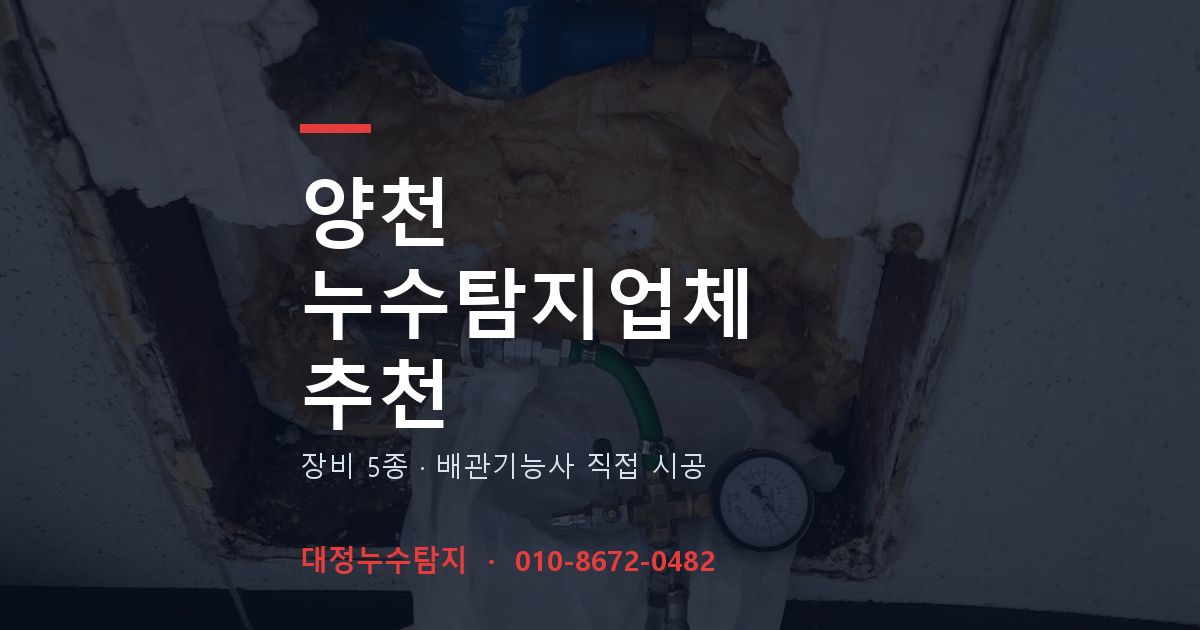 양천
누수탐지업체
추천
장비 5종 · 배관기능사 직접 시공
대정누수탐지 · 010-8672-0482